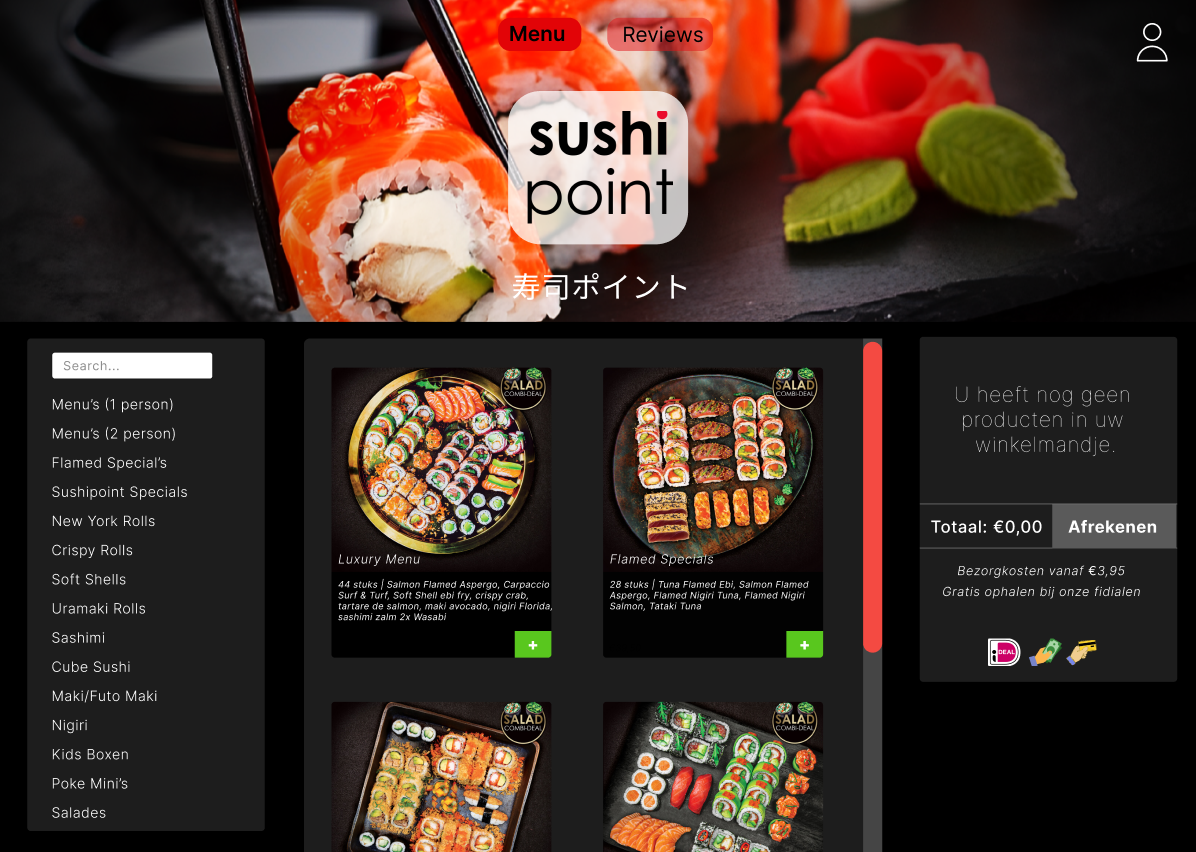 Menu
Reviews
sushi
point
寿司ポイント
Search...
Menu's (1 person)
Menu's (2 person)
Flamed Special's
Sushipoint Specials
New York Rolls
Crispy Rolls
Soft Shells
Uramaki Rolls
Sashimi
Cube Sushi
Maki/Futo Maki
Nigiri
Kids Boxen
Poke Mini's
Salades
SALAD
COMBI-DEAL
Luxury Menu
44 stuks | Salmon Flamed Aspergo, Carpaccio
Surf & Turf, Soft Shell ebi fry, crispy crab,
tartare de salmon, maki avocado, nigiri Florida,
sashimi zalm 2x Wasabi
+
SALAD
COMBI-DEAL
Flamed Specials
28 stuks | Tuna Flamed Ebi, Salmon Flamed
Aspergo, Flamed Nigiri Tuna, Flamed Nigiri
Salmon, Tataki Tuna
+
SALAD
COMBI-DEAL
SALAD
COMBI-DEAL
U heeft nog geen
producten in uw
winkelmandje.
Totaal: €0,00
Afrekenen
Bezorgkosten vanaf €3,95
Gratis ophalen bij onze fidialen
iDEAL